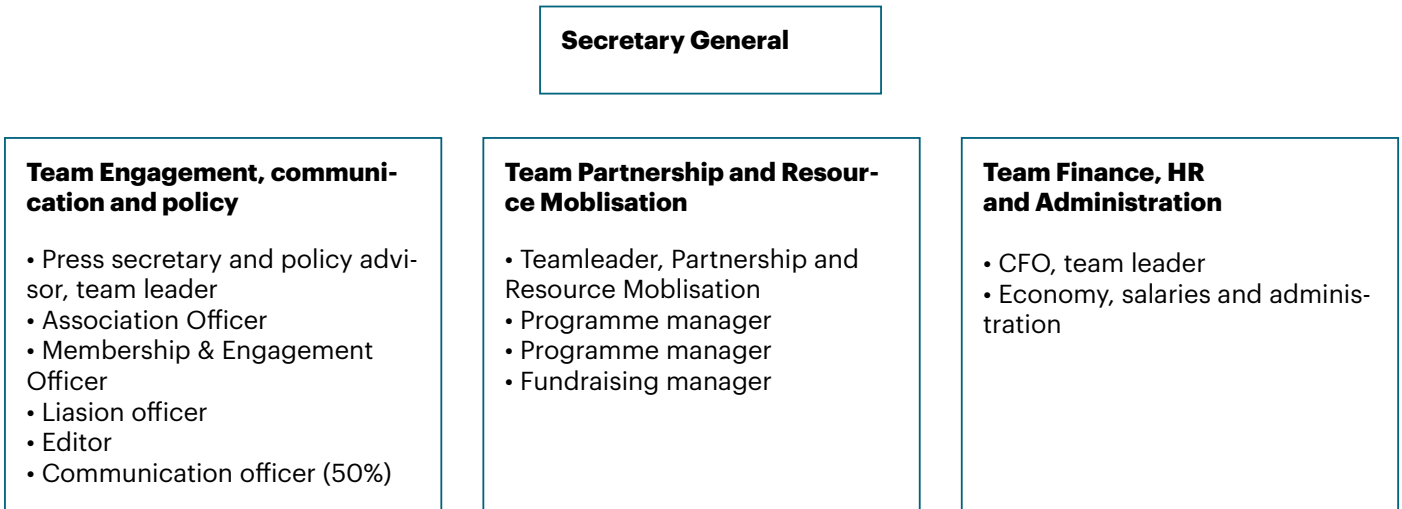 Secretary General
Team Engagement, communi-
cation and policy
• Press secretary and policy advi-
sor, team leader
• Association Officer
• Membership & Engagement
Officer
• Liasion officer
• Editor
• Communication officer (50%)
Team Partnership and Resour-
ce Moblisation
• Teamleader, Partnership and
Resource Moblisation
• Programme manager
• Programme manager
• Fundraising manager
Team Finance, HR
and Administration
• CFO, team leader
• Economy, salaries and adminis-
tration